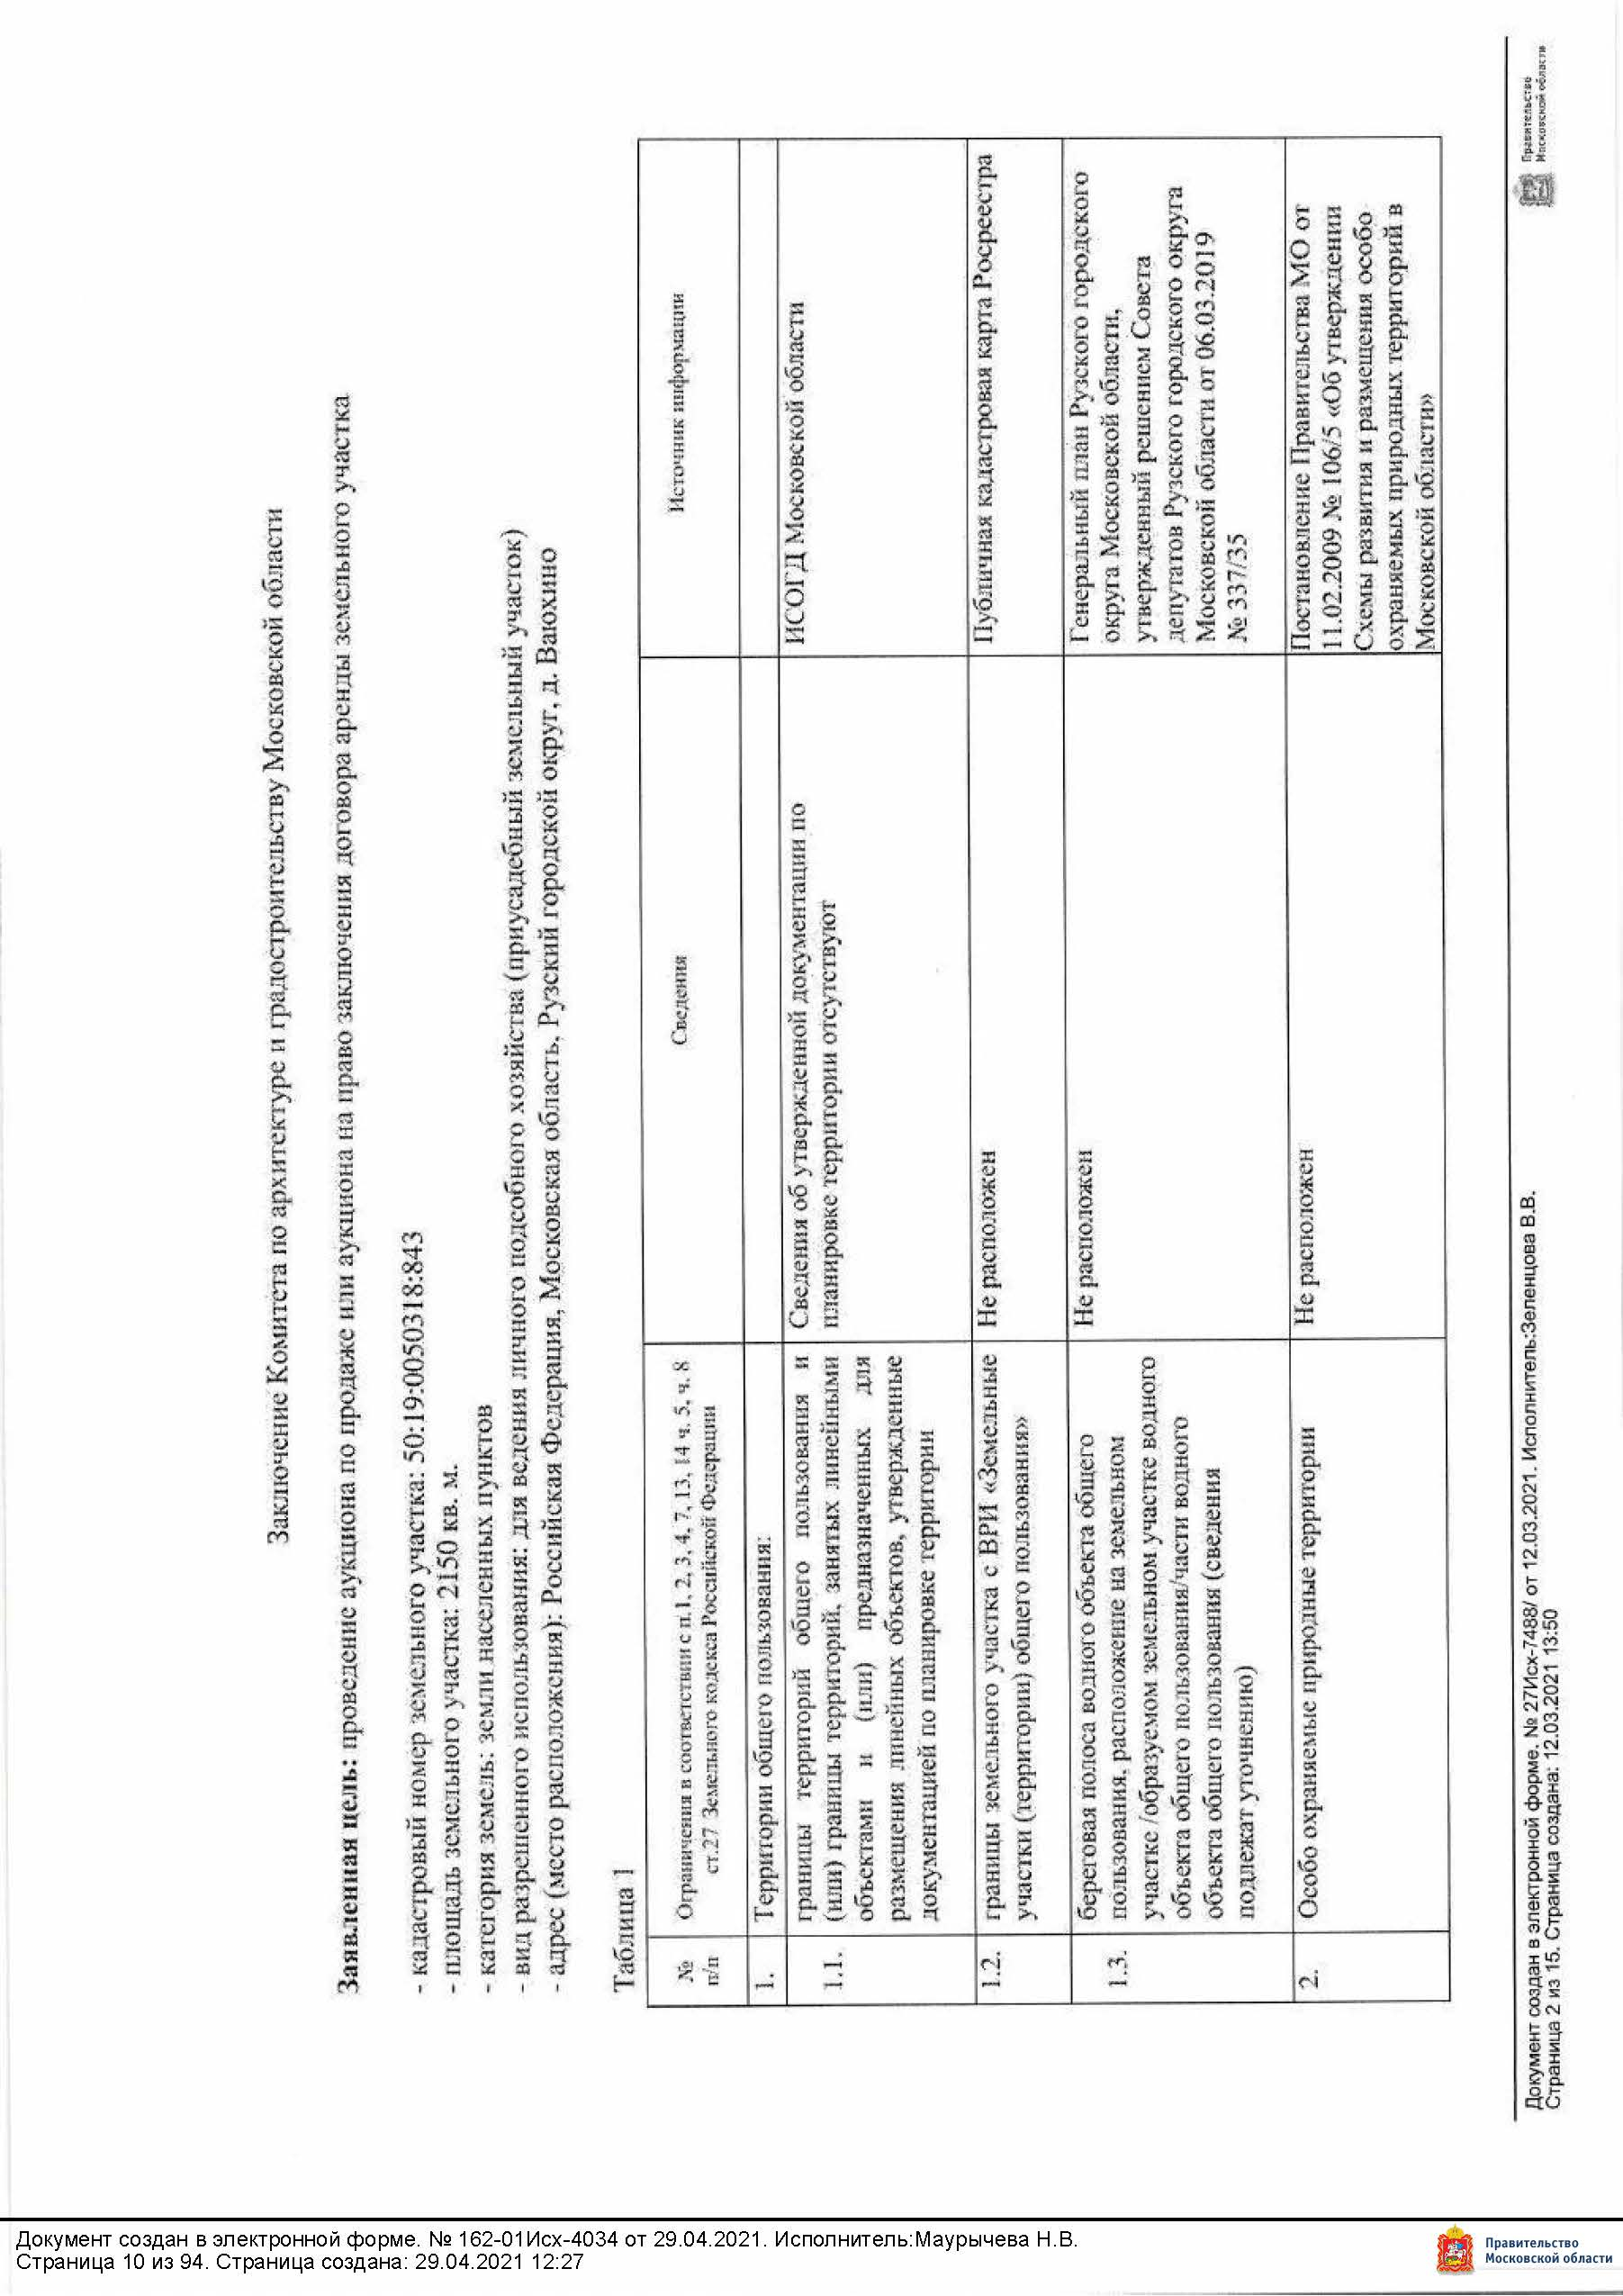 Заключение Комитета по архитектуре и градостроительству Московской области
Заявленная цель: проведение аукциона по продаже или аукциона на право заключения договора аренды земельного участка
- кадастровый номер земельного участка: 50:19:0050318:843
- площадь земельного участка: 2150 кв. м.
- категория земель: земли населенных пунктов
- вид разрешенного использования: для ведения личного подсобного хозяйства (приусадебный земельный участок)
- адрес (место расположения): Российская Федерация, Московская область, Рузский городской округ, д. Ваюхино
Таблица 1
№
п/п
Ограничения в соответствии с п.1, 2, 3, 4, 7, 13, 14 ч. 5, ч. 8
ст.27 Земельного кодекса Российской Федерации
Сведения
Источник информации
1.
Территории общего пользования:
1.1.
границы территорий общего пользования и
(или) границы территорий, занятых линейными
объектами и (или) предназначенных для
размещения линейных объектов, утвержденные
документацией по планировке территории
Сведения об утвержденной документации по
планировке территории отсутствуют
ИСОГД Московской области
1.2.
границы земельного участка с ВРИ «Земельные
участки (территории) общего пользования»
Не расположен
Публичная кадастровая карта Росреестра
1.3.
береговая полоса водного объекта общего
пользования, расположение на земельном
участке /образуемом земельном участке водного
объекта общего пользования/части водного
объекта общего пользования (сведения
подлежат уточнению)
Не расположен
Генеральный план Рузского городского
округа Московской области,
утвержденный решением Совета
депутатов Рузского городского округа
Московской области от 06.03.2019
№ 337/35
2.
Особо охраняемые природные территории
Не расположен
Постановление Правительства МО от
11.02.2009 № 106/5 «Об утверждении
Схемы развития и размещения особо
охраняемых природных территорий в
Московской области»
Документ создан в электронной форме. № 27Исх-7488/ от 12.03.2021. Исполнитель:Зеленцова В.В.
Страница 2 из 15. Страница создана: 12.03.2021 13:50
Правительство
Московской области
Документ создан в электронной форме. № 162-01Исх-4034 от 29.04.2021. Исполнитель:Маурычева Н.В.
Страница 10 из 94. Страница создана: 29.04.2021 12:27
Правительство
Московской области